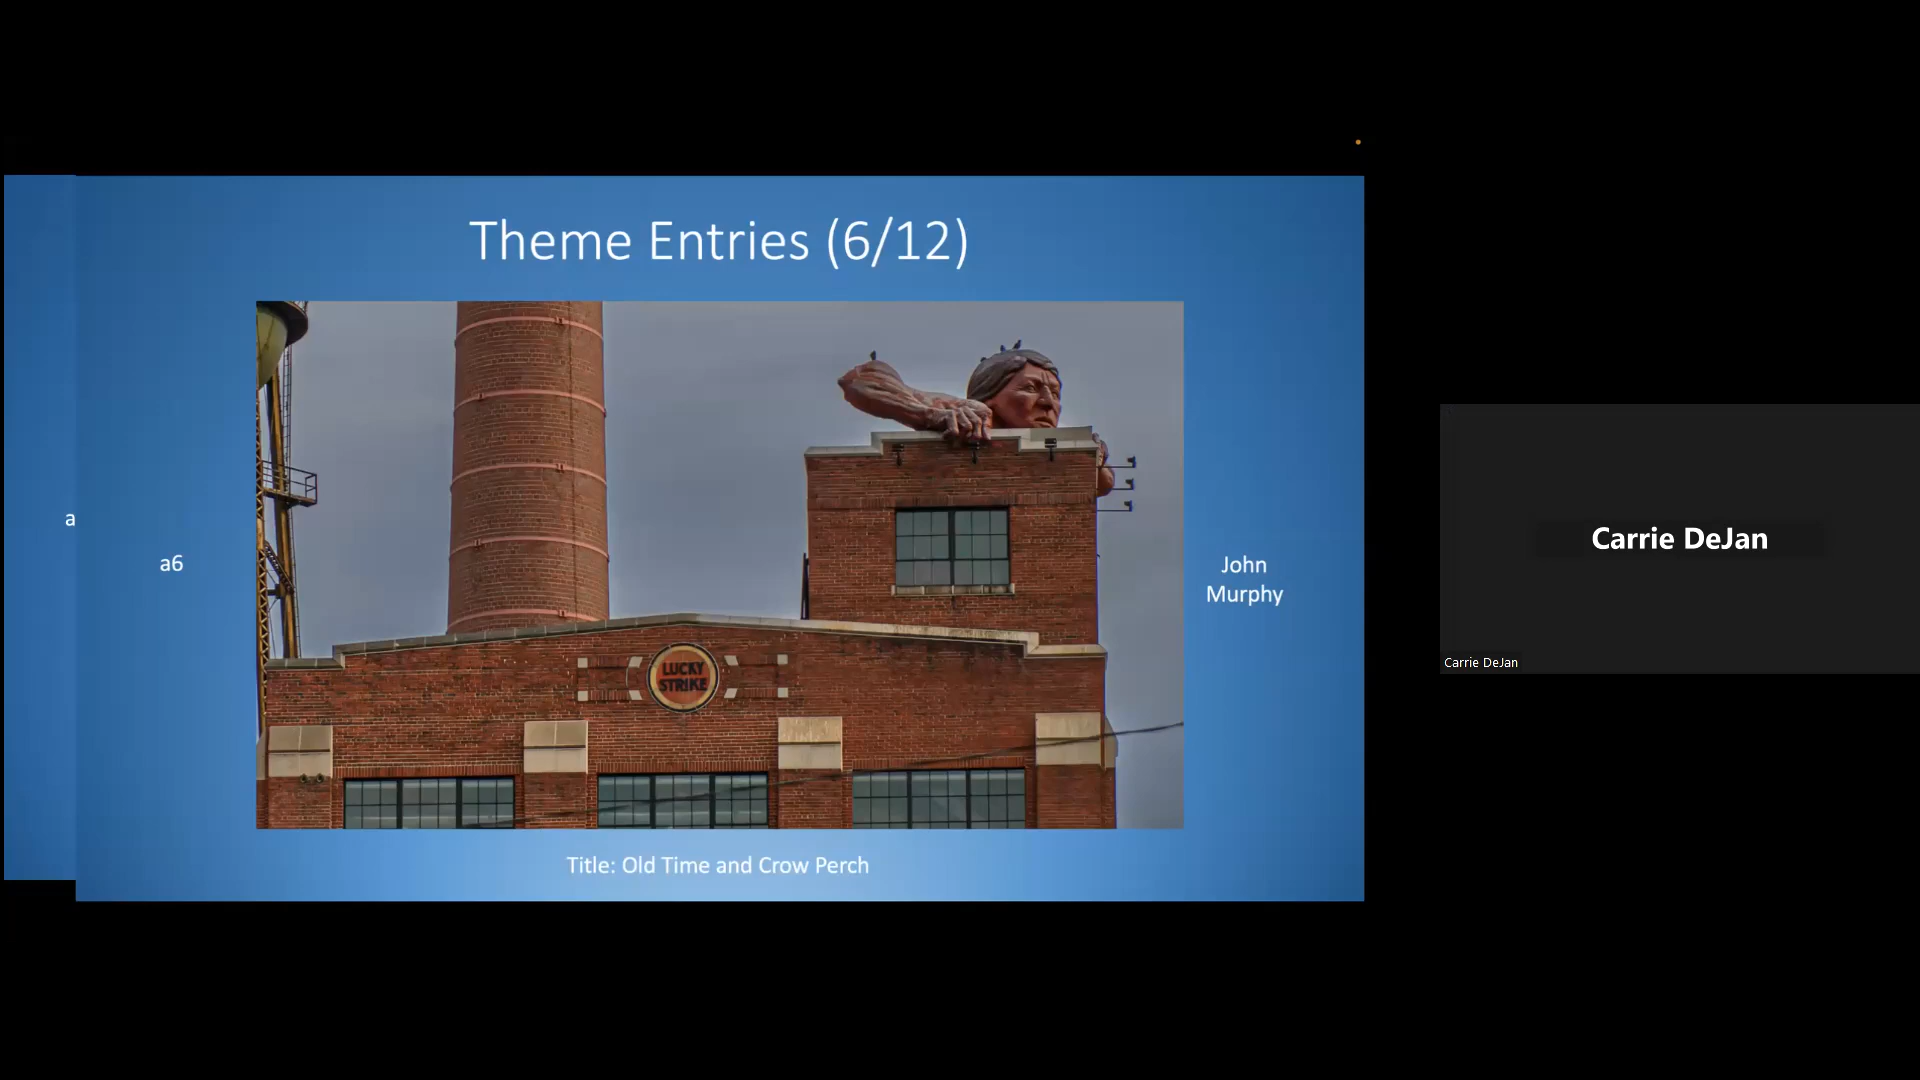 Theme Entries (6/12)
a
a6
LUCKY
STRIKE
John
Murphy
Title: Old Time and Crow Perch
Carrie DeJan
Carrie DeJan